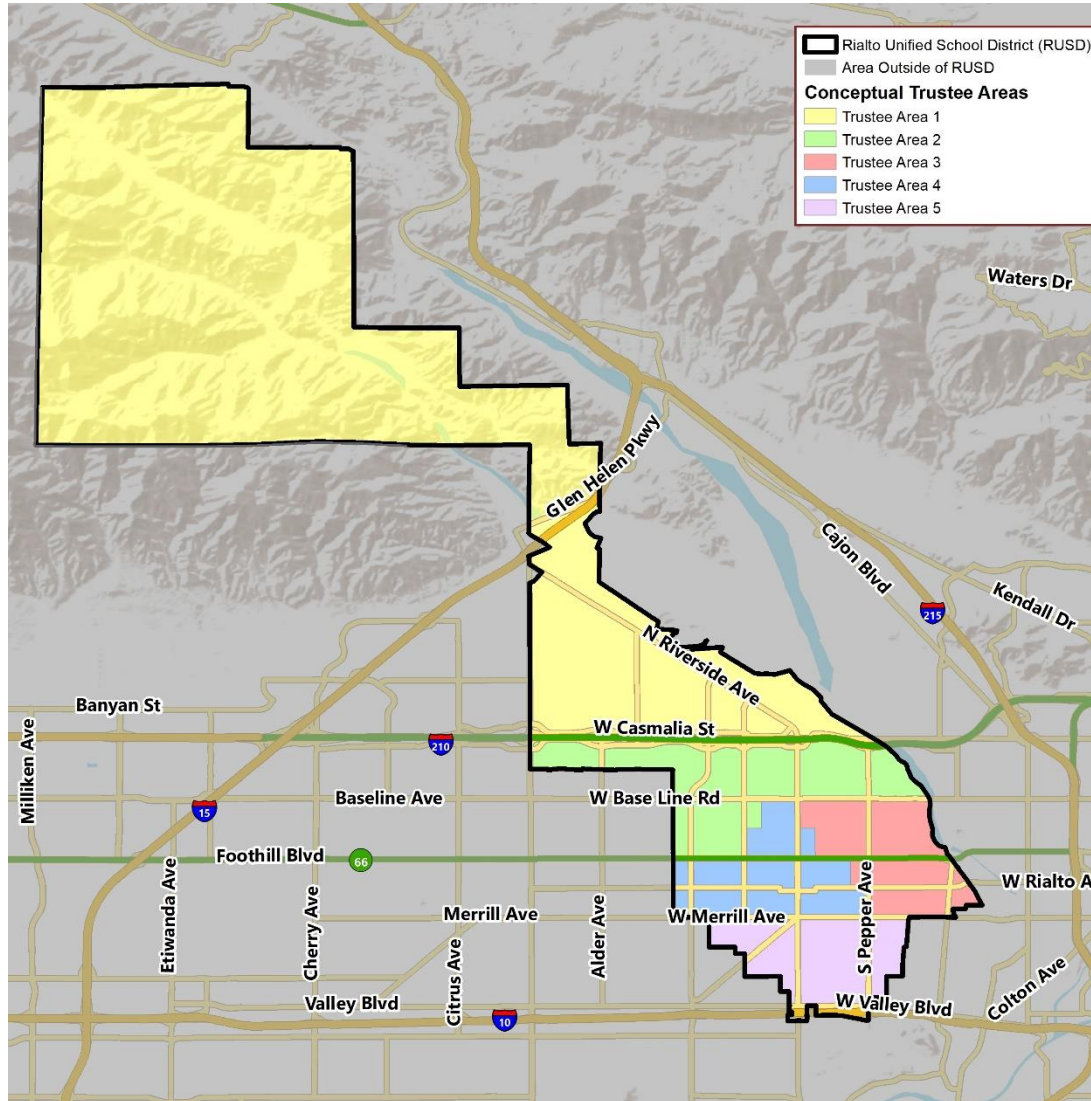 Rialto Unified School District (RUSD)
Area Outside of RUSD
Conceptual Trustee Areas
Trustee Area 1
Trustee Area 2
Trustee Area 3
Trustee Area 4
Trustee Area 5
Waters Dr
Glen Helen Pkwy
Cajon Blvd
Kendall Dr
215
N Riverside Ave
Banyan St
W Casmalia St
210
Milliken Ave
Baseline Ave
W Base Line Rd
15
Foothill Blvd
66
W Rialto A
Etiwanda Ave
Cherry Ave
Merrill Ave
W Merrill Ave
S Pepper Ave
Citrus Ave
Alder Ave
Valley Blvd
W Valley Blvd
Colton Ave
10